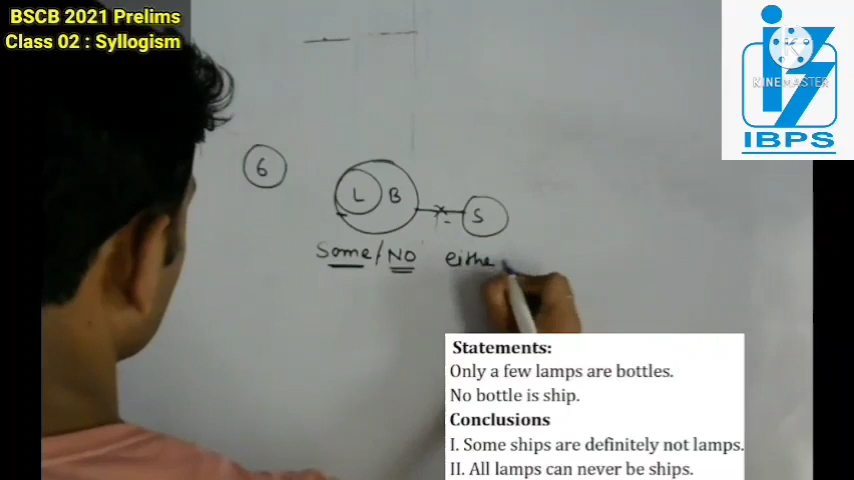 BSCB 2021 Prelims
Class 02 : Syllogism
KINEMASTER
IBPS
6
L B S
Some/No eithe
Statements:
Only a few lamps are bottles.
No bottle is ship.
Conclusions
I. Some ships are definitely not lamps.
II. All lamps can never be ships.